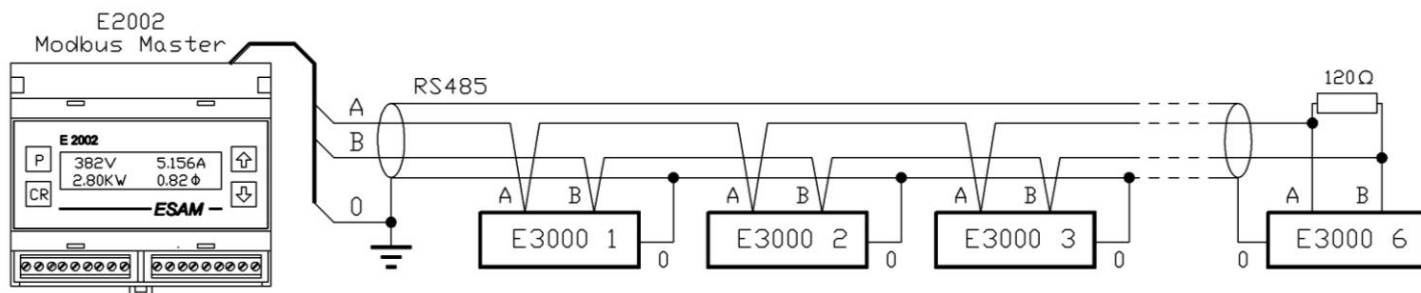 E2002
Modbus Master
E 2002
P
382V 5.156A
2.80KW 0.82 ϕ
CR
ESAM
RS485
A
B
0
120Ω
A B
E3000 1
0
A B
E3000 2
0
A B
E3000 3
0
A B
0
E3000 6